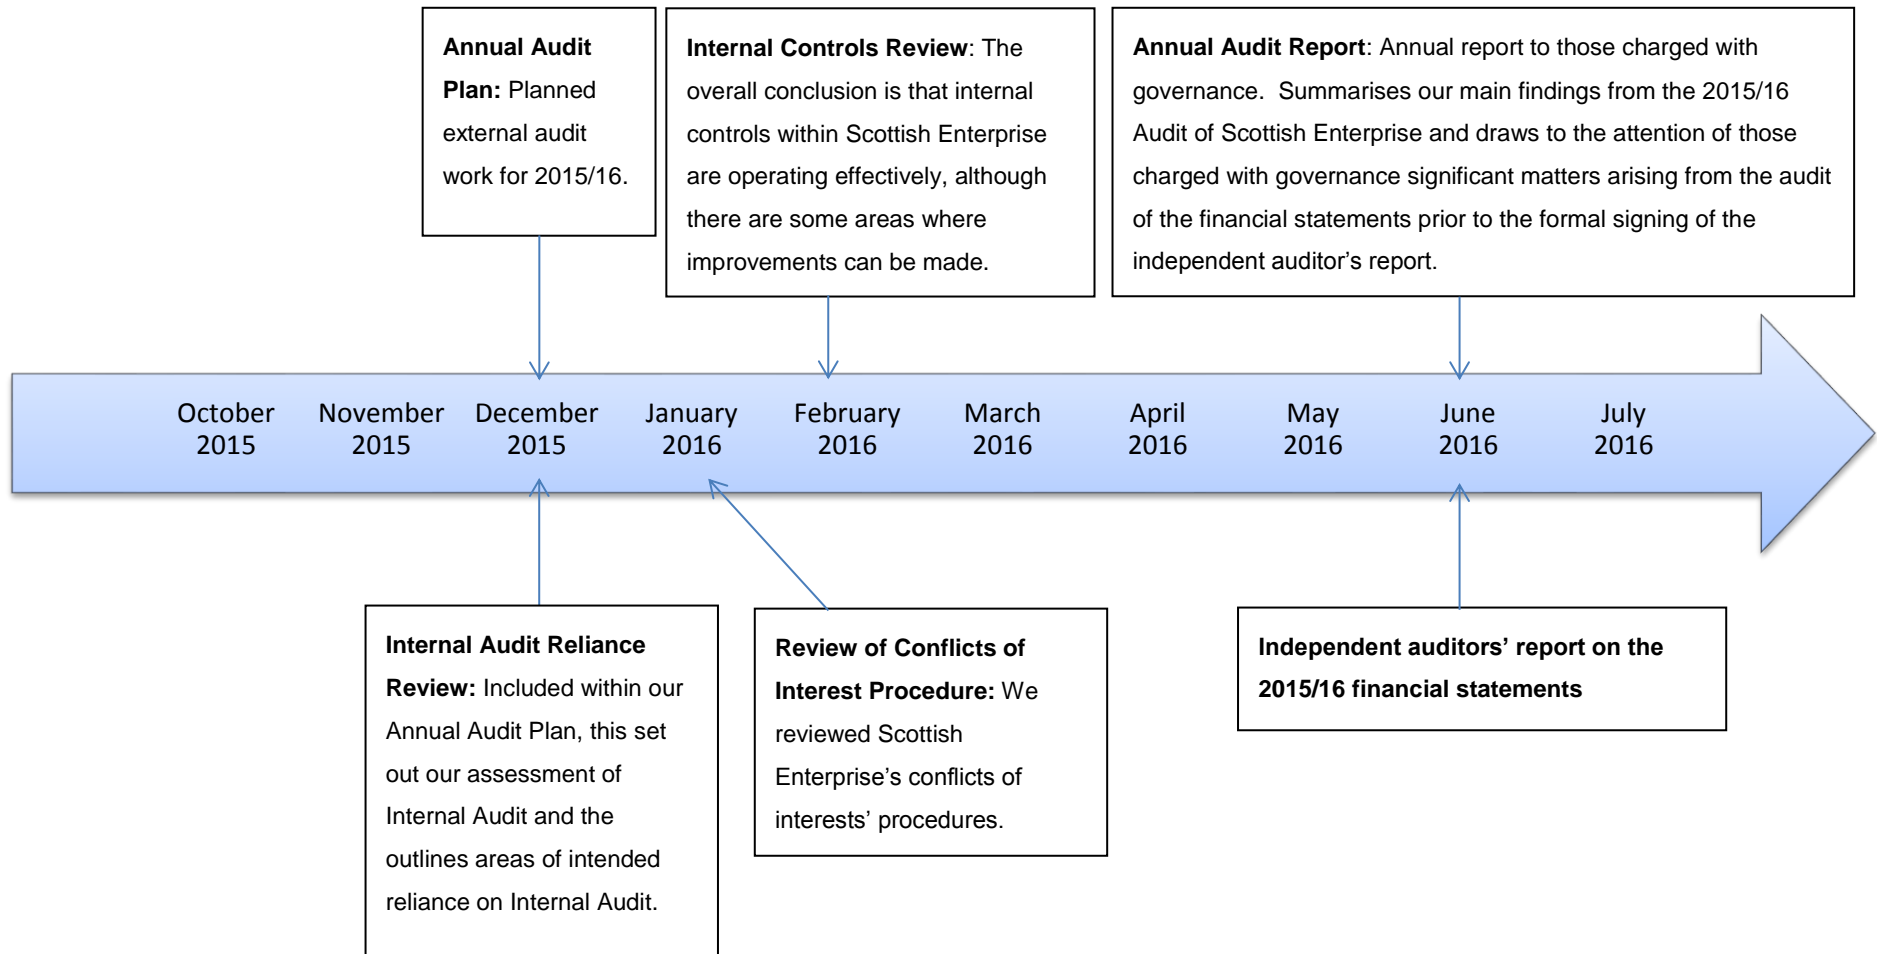 Annual Audit
Plan: Planned
external audit
work for 2015/16.
Internal Controls Review: The
overall conclusion is that internal
controls within Scottish Enterprise
are operating effectively, although
there are some areas where
improvements can be made.
Annual Audit Report: Annual report to those charged with
governance.  Summarises our main findings from the 2015/16
Audit of Scottish Enterprise and draws to the attention of those
charged with governance significant matters arising from the audit
of the financial statements prior to the formal signing of the
independent auditor’s report.
October
2015
November
2015
December
2015
January
2016
February
2016
March
2016
April
2016
May
2016
June
2016
July
2016
Internal Audit Reliance
Review: Included within our
Annual Audit Plan, this set
out our assessment of
Internal Audit and the
outlines areas of intended
reliance on Internal Audit.
Review of Conflicts of
Interest Procedure: We
reviewed Scottish
Enterprise’s conflicts of
interests’ procedures.
Independent auditors’ report on the
2015/16 financial statements